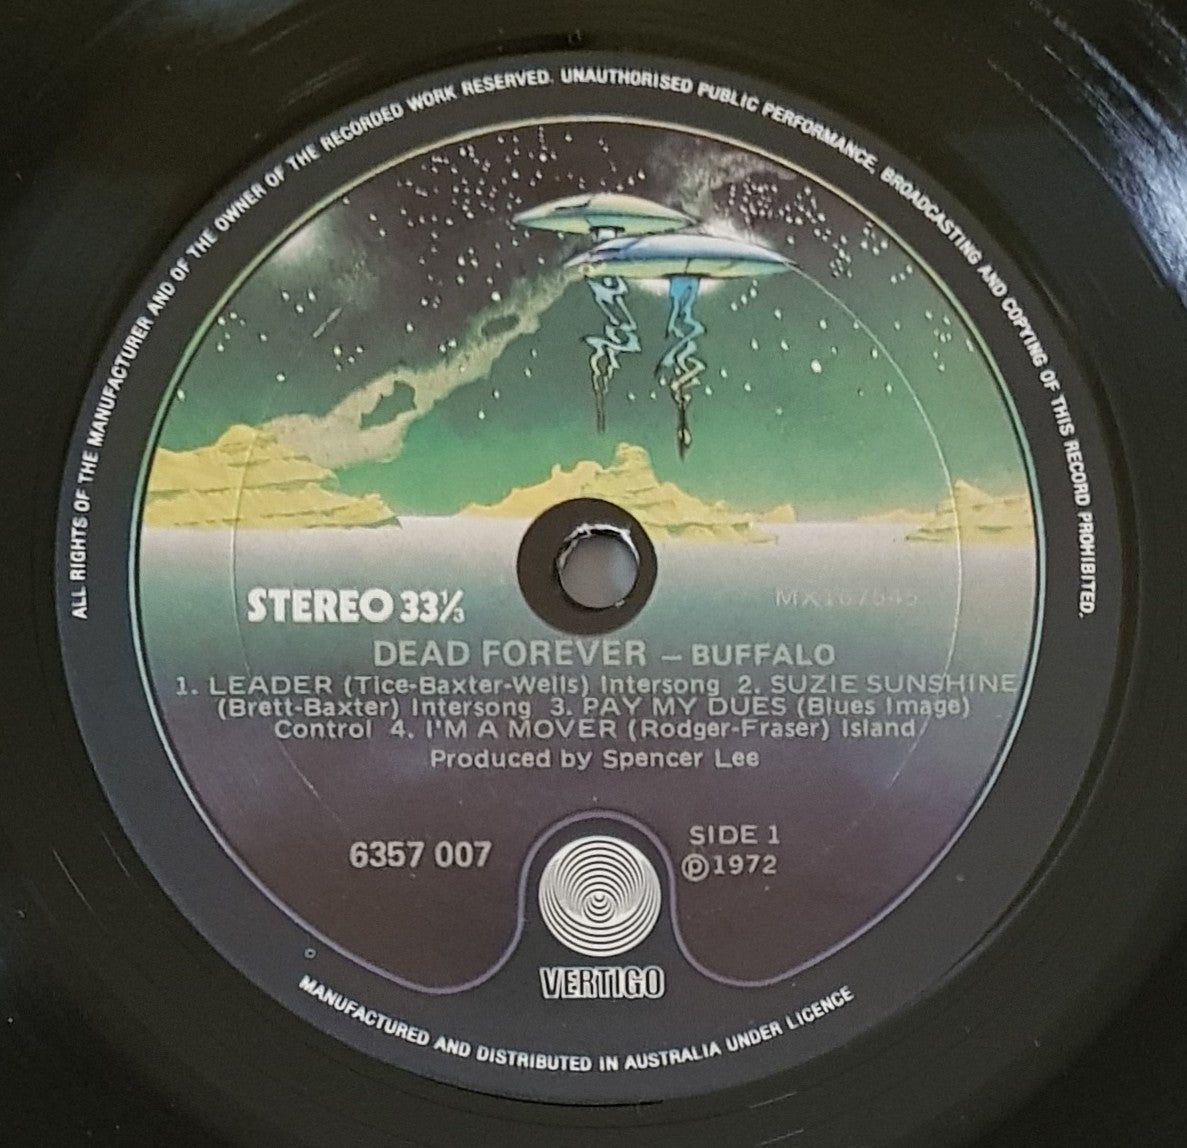 ALL RIGHTS OF THE MANUFACTURER AND OF THE OWNER OF THE RECORDED WORK RESERVED. UNAUTHORISED PUBLIC PERFORMANCE, BROADCASTING AND COPYING OF THIS RECORD PROHIBITED.
STEREO 33⅓
DEAD FOREVER – BUFFALO
1. LEADER (Tice-Baxter-Wells) Intersong 2. SUZIE SUNSHINE
(Brett-Baxter) Intersong 3. PAY MY DUES (Blues Image)
Control 4. I'M A MOVER (Rodger-Fraser) Island
Produced by Spencer Lee
6357 007
SIDE 1
℗1972
VERTIGO
MANUFACTURED AND DISTRIBUTED IN AUSTRALIA UNDER LICENCE